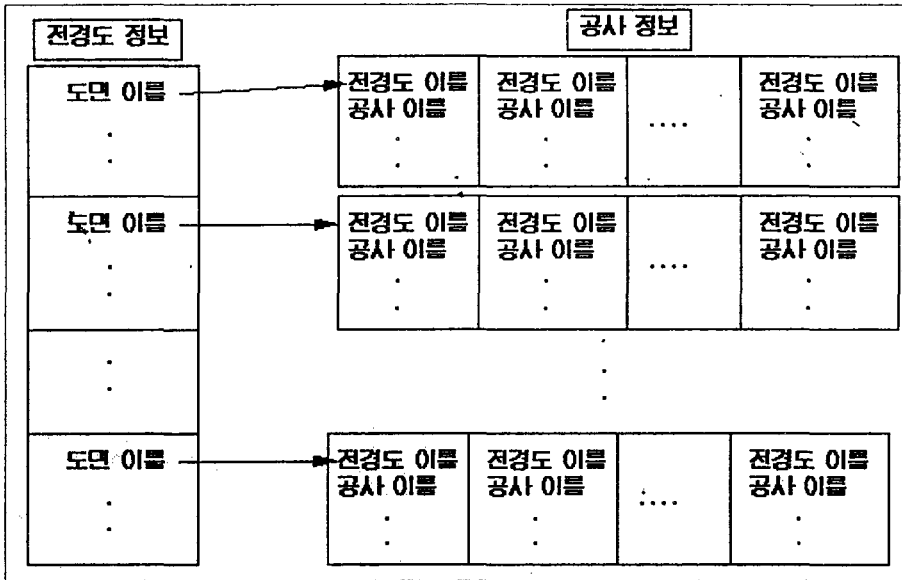 전경도 정보
공사 정보
도면 이름
.
.
전경도 이름
공사 이름
.
.
전경도 이름
공사 이름
.
.
....
전경도 이름
공사 이름
.
.
도면 이름
.
.
전경도 이름
공사 이름
.
.
전경도 이름
공사 이름
.
.
....
전경도 이름
공사 이름
.
.
.
.
.
.
도면 이름
.
.
전경도 이름
공사 이름
.
.
전경도 이름
공사 이름
.
.
....
전경도 이름
공사 이름
.
.